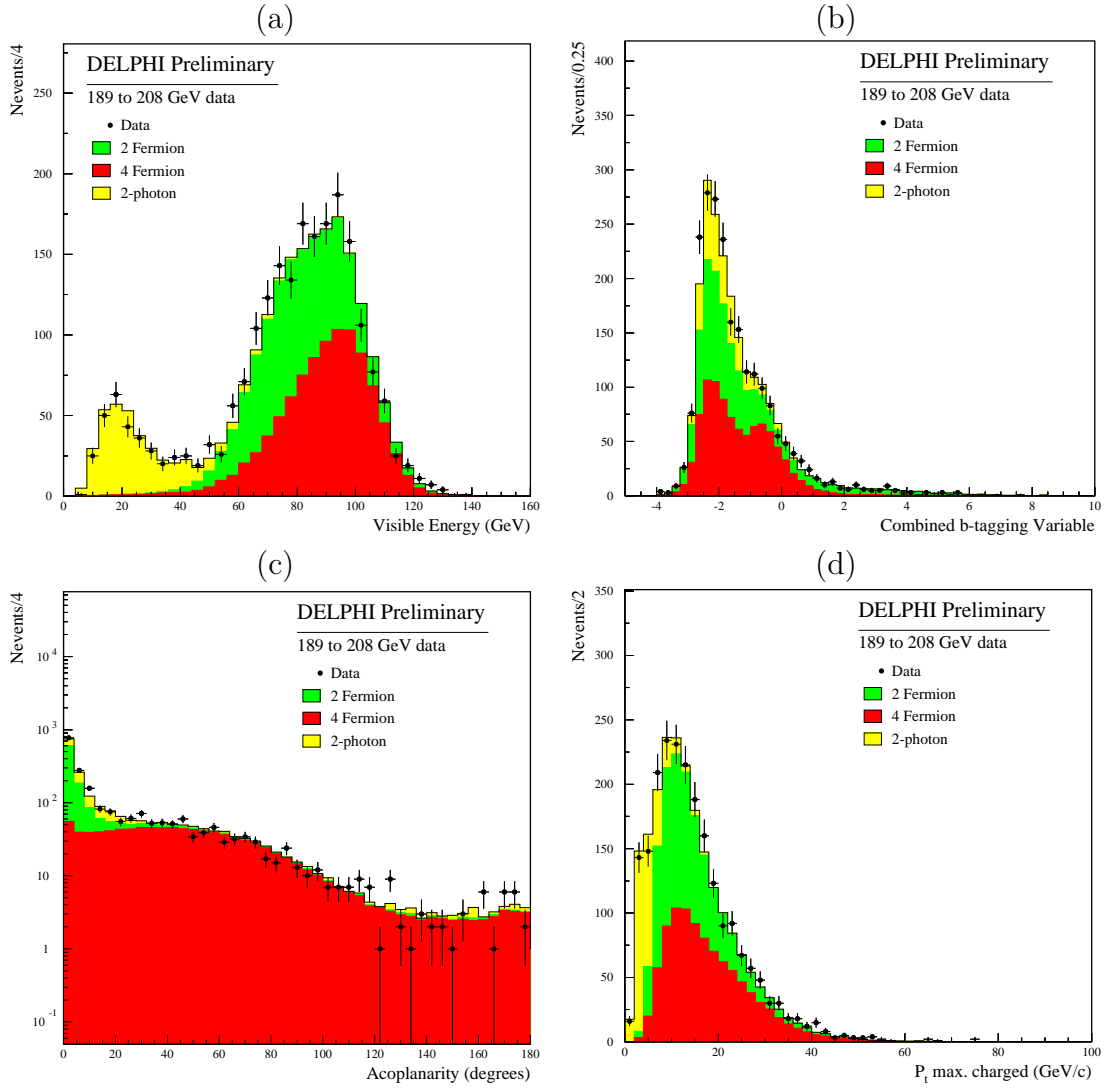 (a)
Nevents/4
DELPHI Preliminary
189 to 208 GeV data
Data
2 Fermion
4 Fermion
2-photon
250
200
150
100
50
0
0 20 40 60 80 100 120 140 160
Visible Energy (GeV)
(b)
Nevents/0.25
DELPHI Preliminary
189 to 208 GeV data
Data
2 Fermion
4 Fermion
2-photon
400
350
300
250
200
150
100
50
0
-4 -2 0 2 4 6 8 10
Combined b-tagging Variable
(c)
Nevents/4
DELPHI Preliminary
189 to 208 GeV data
Data
2 Fermion
4 Fermion
2-photon
10^4
10^3
10^2
10
1
10^-1
0 20 40 60 80 100 120 140 160 180
Acoplanarity (degrees)
(d)
Nevents/2
DELPHI Preliminary
189 to 208 GeV data
Data
2 Fermion
4 Fermion
2-photon
350
300
250
200
150
100
50
0
0 20 40 60 80 100
P_t max. charged (GeV/c)